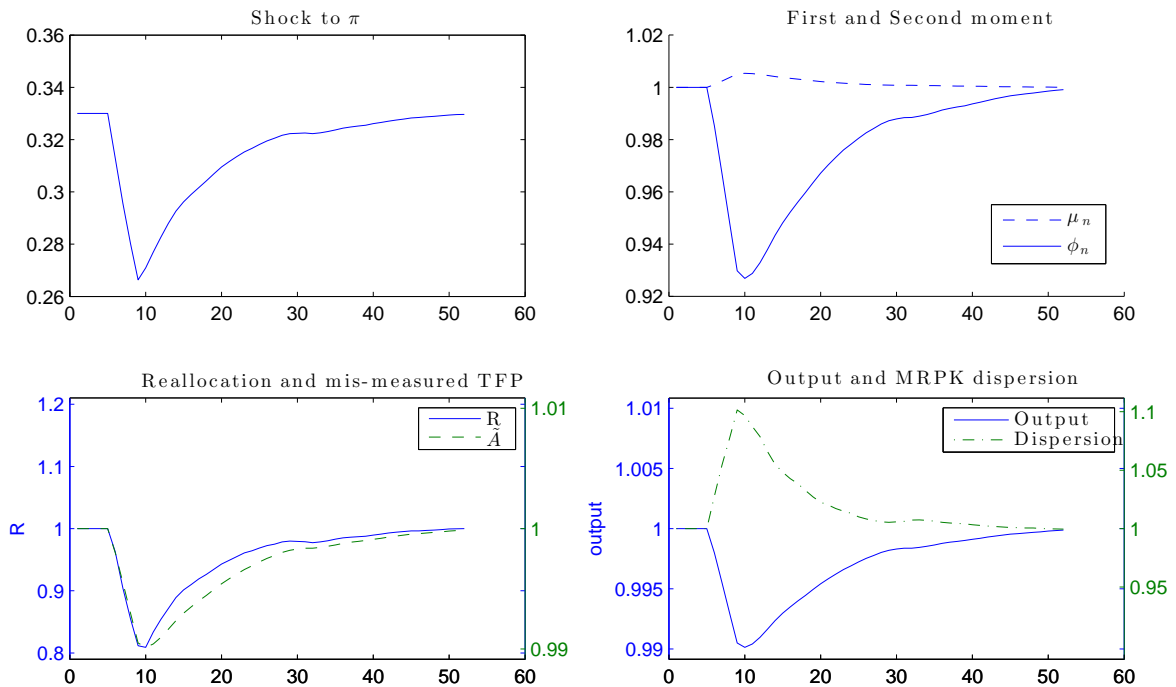 Shock to π
0.36
0.34
0.32
0.3
0.28
0.26
0 10 20 30 40 50 60
First and Second moment
1.02
1
0.98
0.96
0.94
0.92
0 10 20 30 40 50 60
μ n
ϕ n
Reallocation and mis-measured TFP
R
1.2
1.1
1
0.9
0.8
0 10 20 30 40 50 60
1.01
1
0.99
R
Ã
Output and MRPK dispersion
output
1.01
1.005
1
0.995
0.99
0 10 20 30 40 50 60
1.1
1.05
1
0.95
Output
Dispersion